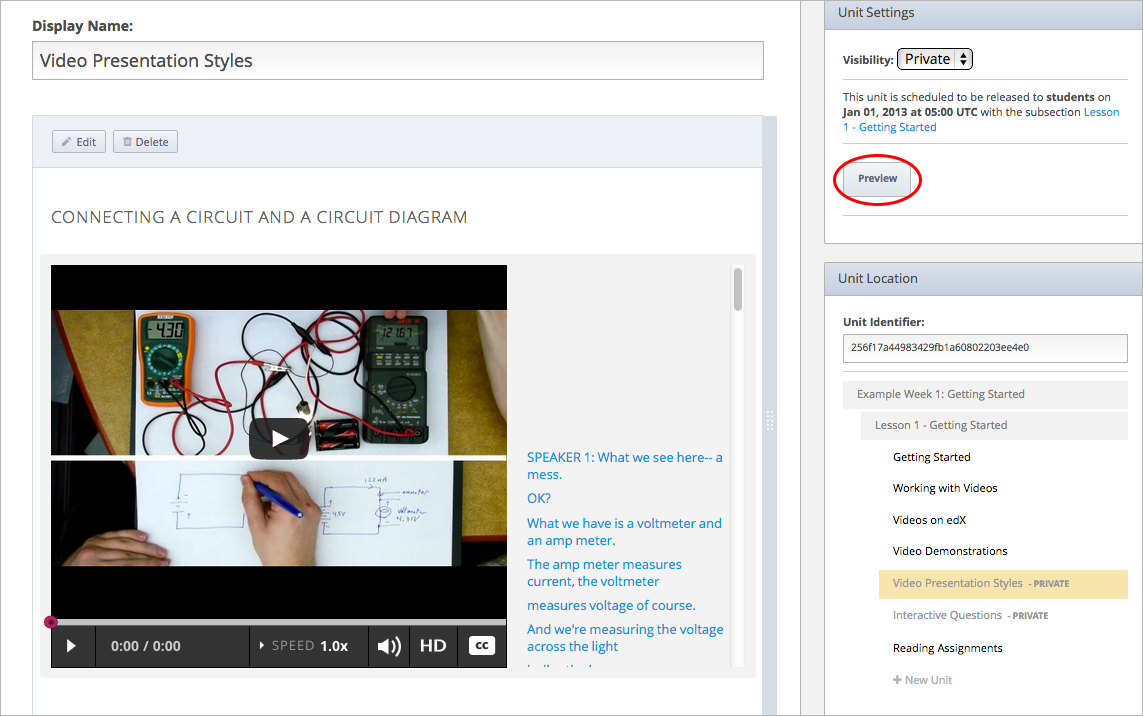 Display Name:
Video Presentation Styles
Edit
Delete
CONNECTING A CIRCUIT AND A CIRCUIT DIAGRAM
4.30
121.67
122mA
ammeter
4.5V
voltmeter
4.31V
SPEAKER 1: What we see here-- a
mess.
OK?
What we have is a voltmeter and
an amp meter.
The amp meter measures
current, the voltmeter
measures voltage of course.
And we're measuring the voltage
across the light
0:00 / 0:00
SPEED 1.0x
HD
cc
Unit Settings
Visibility: Private
This unit is scheduled to be released to students on
Jan 01, 2013 at 05:00 UTC with the subsection Lesson
1 - Getting Started
Preview
Unit Location
Unit Identifier:
256f17a44983429fb1a60802203ee4e0
Example Week 1: Getting Started
Lesson 1 - Getting Started
Getting Started
Working with Videos
Videos on edX
Video Demonstrations
Video Presentation Styles - PRIVATE
Interactive Questions - PRIVATE
Reading Assignments
+ New Unit